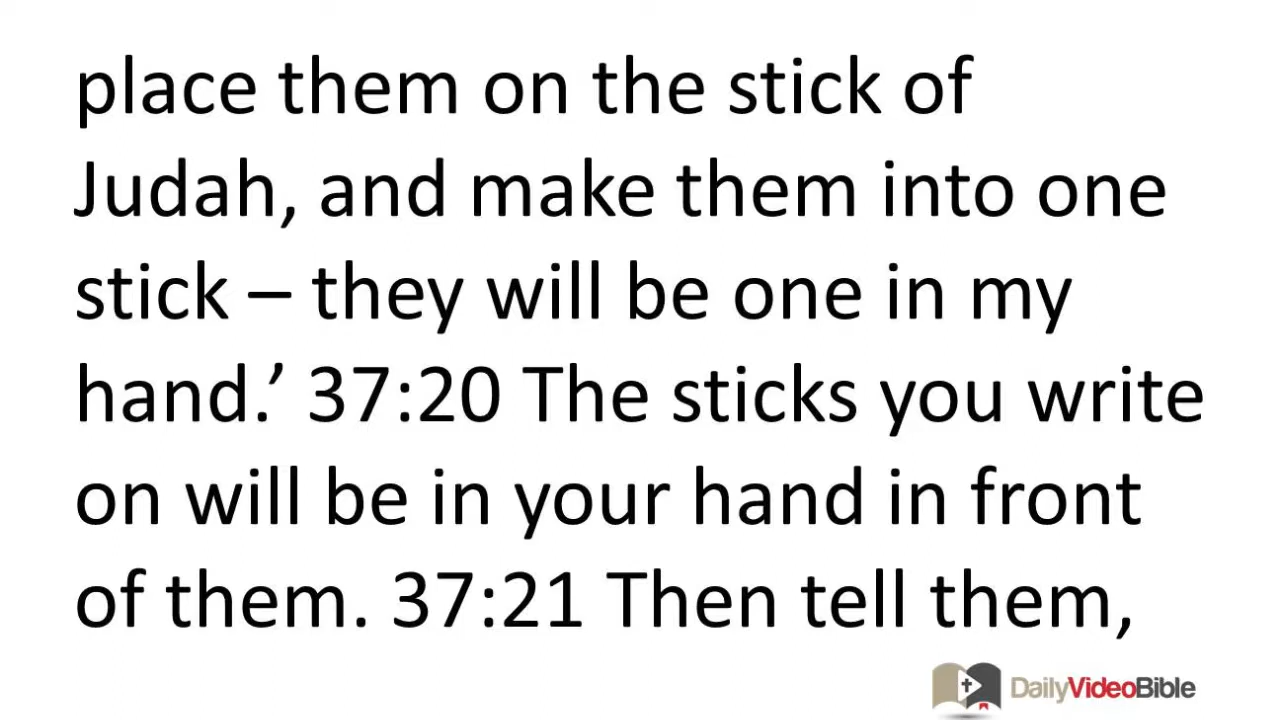 place them on the stick of
Judah, and make them into one
stick – they will be one in my
hand.’ 37:20 The sticks you write
on will be in your hand in front
of them. 37:21 Then tell them,
DailyVideoBible